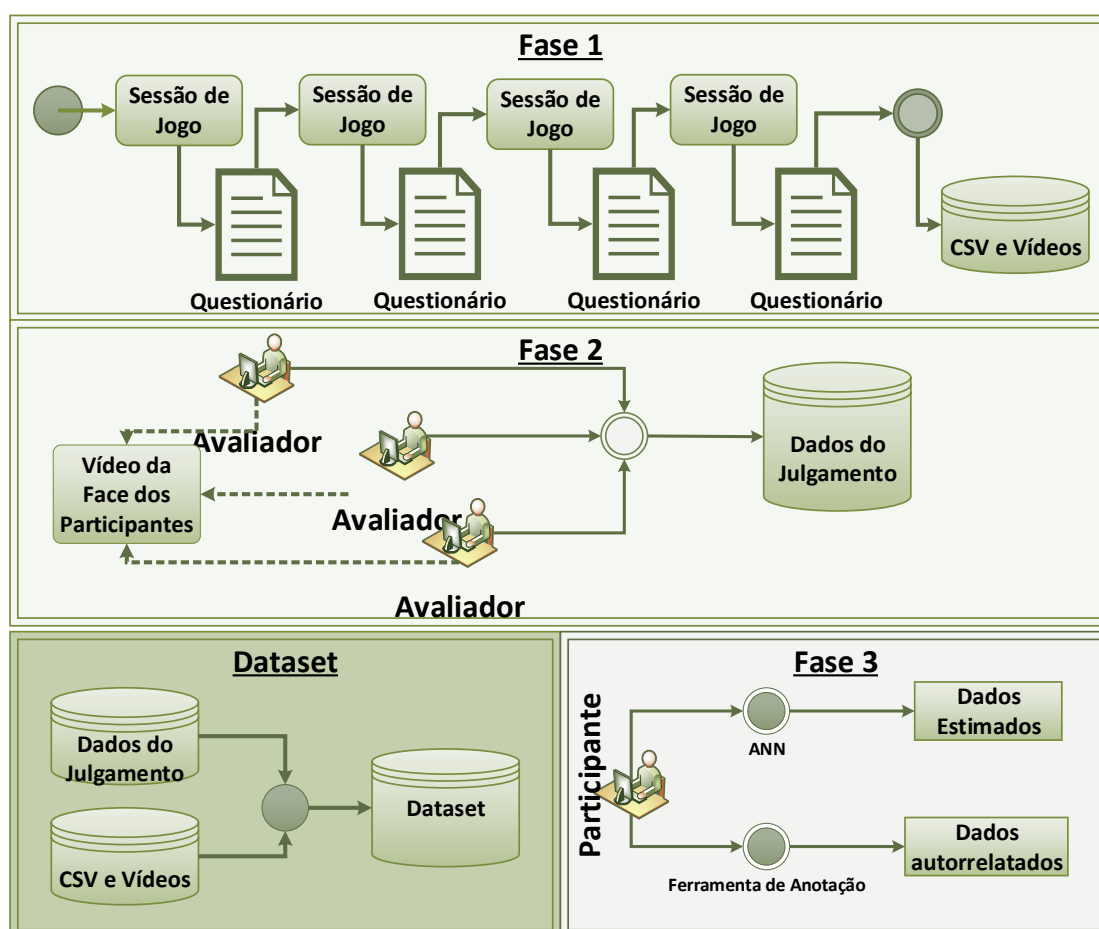 Fase 1
Sessão de
Jogo
Sessão de
Jogo
Sessão de
Jogo
Sessão de
Jogo
CSV e Vídeos
Questionário
Questionário
Questionário
Questionário
Fase 2
Avaliador
Vídeo da
Face dos
Participantes
Avaliador
Avaliador
Dados do
Julgamento
Dataset
Dados do
Julgamento
CSV e Vídeos
Dataset
Fase 3
Participante
ANN
Dados
Estimados
Ferramenta de Anotação
Dados
autorrelatados